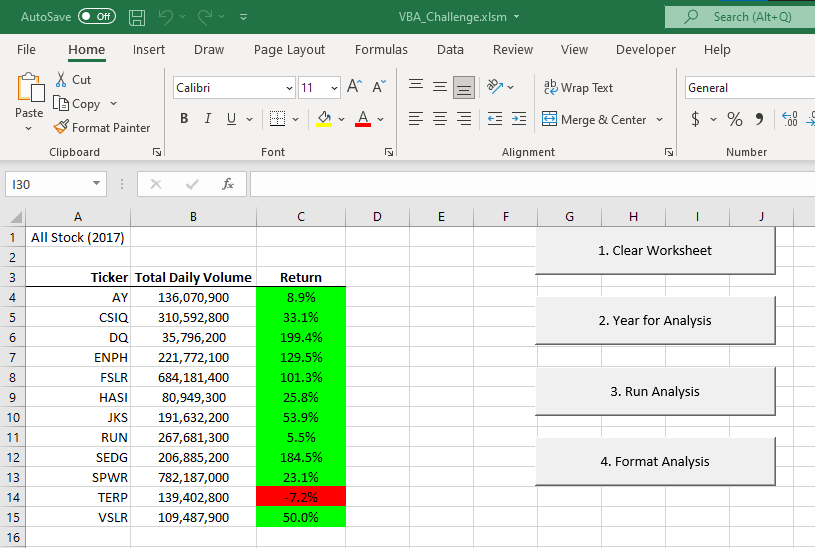 AutoSave Off VBA_Challenge.xlsm Search (Alt+Q)
File Home Insert Draw Page Layout Formulas Data Review View Developer Help
Paste Cut Copy Format Painter
Calibri 11 A^ A˅
B I U A
ab Wrap Text
Merge & Center
General
$ % 9
Clipboard Font Alignment Number
I30 fx
A B C D E F G H I J
1 All Stock (2017)
2
3 Ticker Total Daily Volume Return
4 AY 136,070,900 8.9%
5 CSIQ 310,592,800 33.1%
6 DQ 35,796,200 199.4%
7 ENPH 221,772,100 129.5%
8 FSLR 684,181,400 101.3%
9 HASI 80,949,300 25.8%
10 JKS 191,632,200 53.9%
11 RUN 267,681,300 5.5%
12 SEDG 206,885,200 184.5%
13 SPWR 782,187,000 23.1%
14 TERP 139,402,800 -7.2%
15 VSLR 109,487,900 50.0%
16
1. Clear Worksheet
2. Year for Analysis
3. Run Analysis
4. Format Analysis